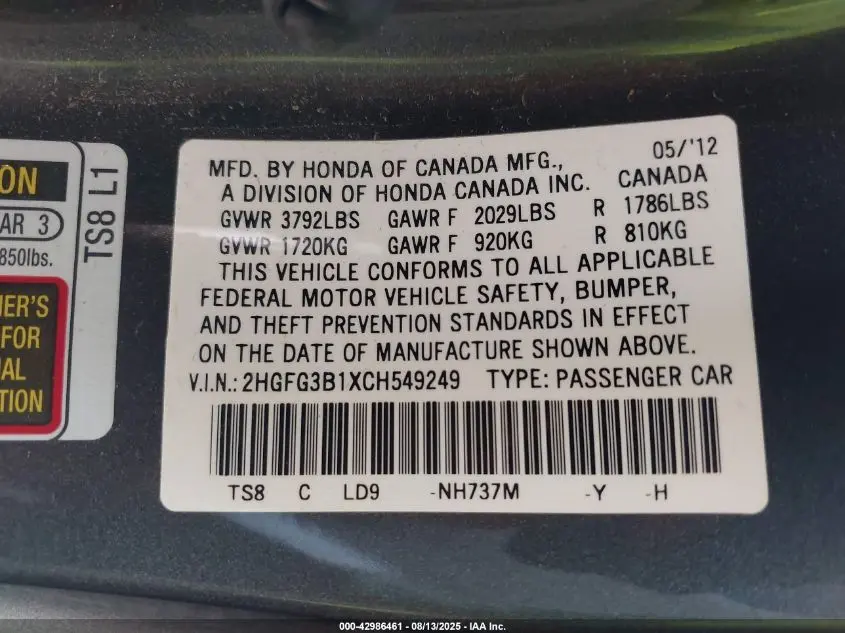 ON
AR 3
850lbs.
TS8 L1
ER'S
FOR
AL
TION
05/'12
MFD. BY HONDA OF CANADA MFG.,
A DIVISION OF HONDA CANADA INC. CANADA
GVWR 3792LBS GAWR F 2029LBS R 1786LBS
GVWR 1720KG GAWR F 920KG R 810KG
THIS VEHICLE CONFORMS TO ALL APPLICABLE
FEDERAL MOTOR VEHICLE SAFETY, BUMPER,
AND THEFT PREVENTION STANDARDS IN EFFECT
ON THE DATE OF MANUFACTURE SHOWN ABOVE.
V.I.N.: 2HGFG3B1XCH549249 TYPE: PASSENGER CAR
TS8 C LD9 -NH737M -Y -H
000-42986461 - 08/13/2025 - IAA Inc.